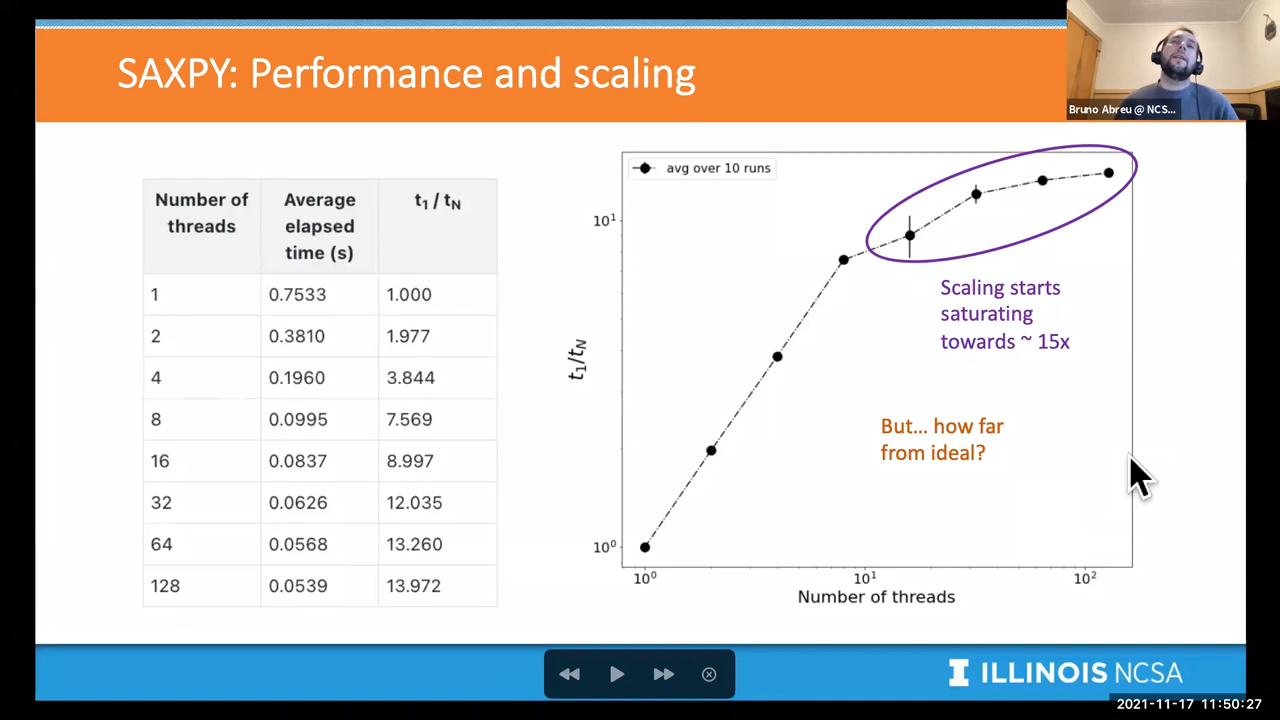 SAXPY: Performance and scaling
Bruno Abreu @ NCS...
Number of threads
Average elapsed time (s)
t₁ / tN
1 0.7533 1.000
2 0.3810 1.977
4 0.1960 3.844
8 0.0995 7.569
16 0.0837 8.997
32 0.0626 12.035
64 0.0568 13.260
128 0.0539 13.972
avg over 10 runs
10¹
10⁰
t₁/tN
Scaling starts
saturating
towards ~ 15x
But... how far
from ideal?
10⁰ 10¹ 10²
Number of threads
ILLINOIS NCSA
2021-11-17 11:50:27